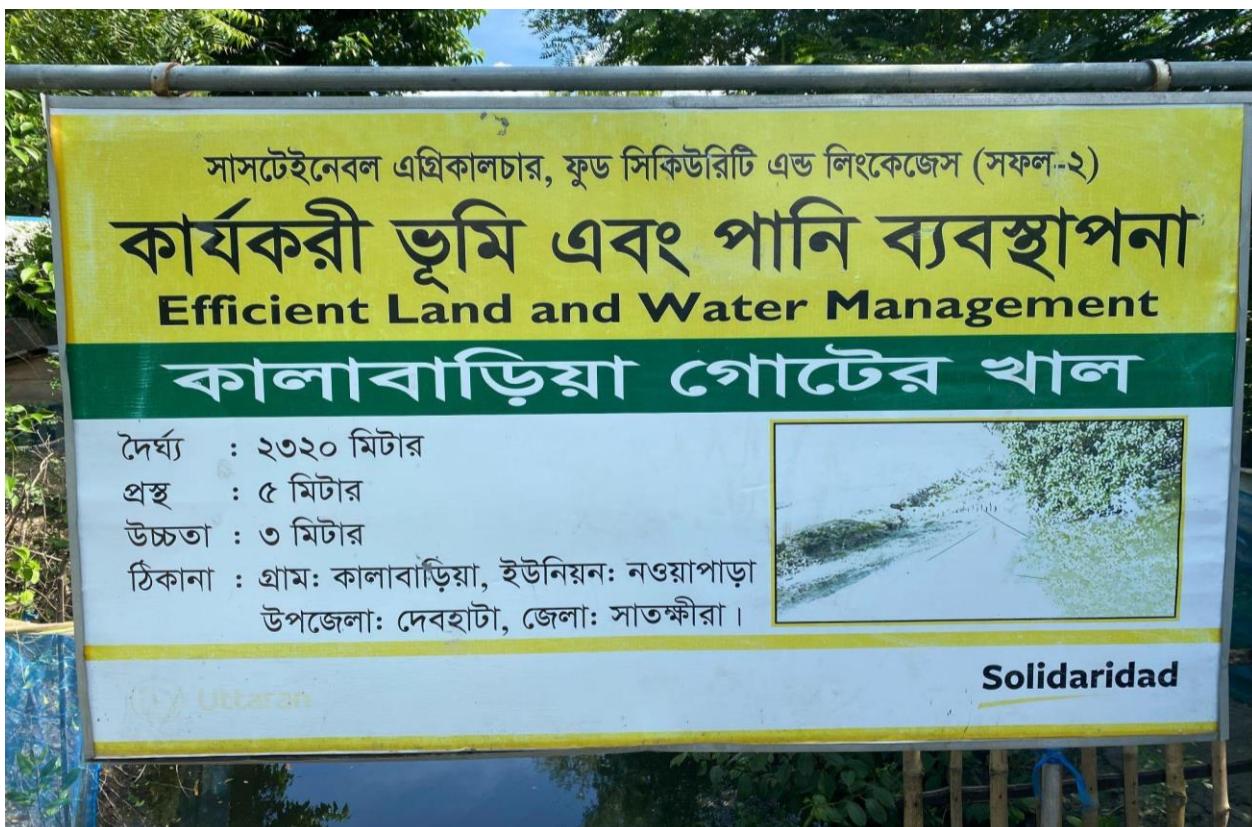 সাসটেইনেবল এগ্রিকালচার, ফুড সিকিউরিটি এন্ড লিংকেজেস (সফল-২)
কার্যকরী ভূমি এবং পানি ব্যবস্থাপনা
Efficient Land and Water Management
কালাবাড়িয়া গোটের খাল
দৈর্ঘ্য : ২৩২০ মিটার
প্রস্থ : ৫ মিটার
উচ্চতা : ৩ মিটার
ঠিকানা : গ্রাম: কালাবাড়িয়া, ইউনিয়ন: নওয়াপাড়া
উপজেলা: দেবহাটা, জেলা: সাতক্ষীরা।
Uttaran
Solidaridad